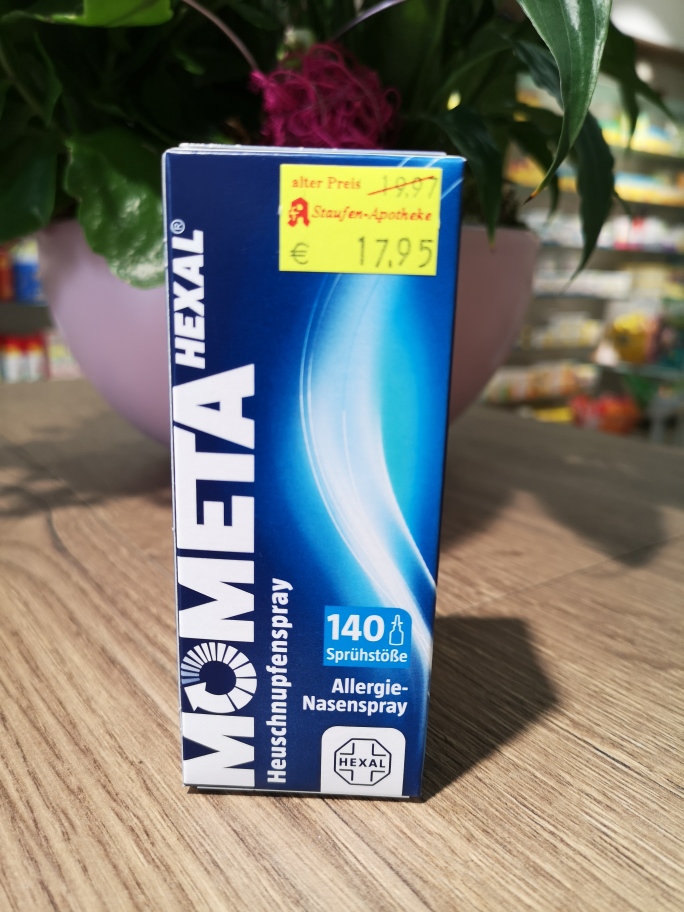 alter Preis 19,97
Staufen-Apotheke
€ 17,95
MOMETA HEXAL®
Heuschnupfenspray
140
Sprühstöße
Allergie-
Nasenspray
HEXAL